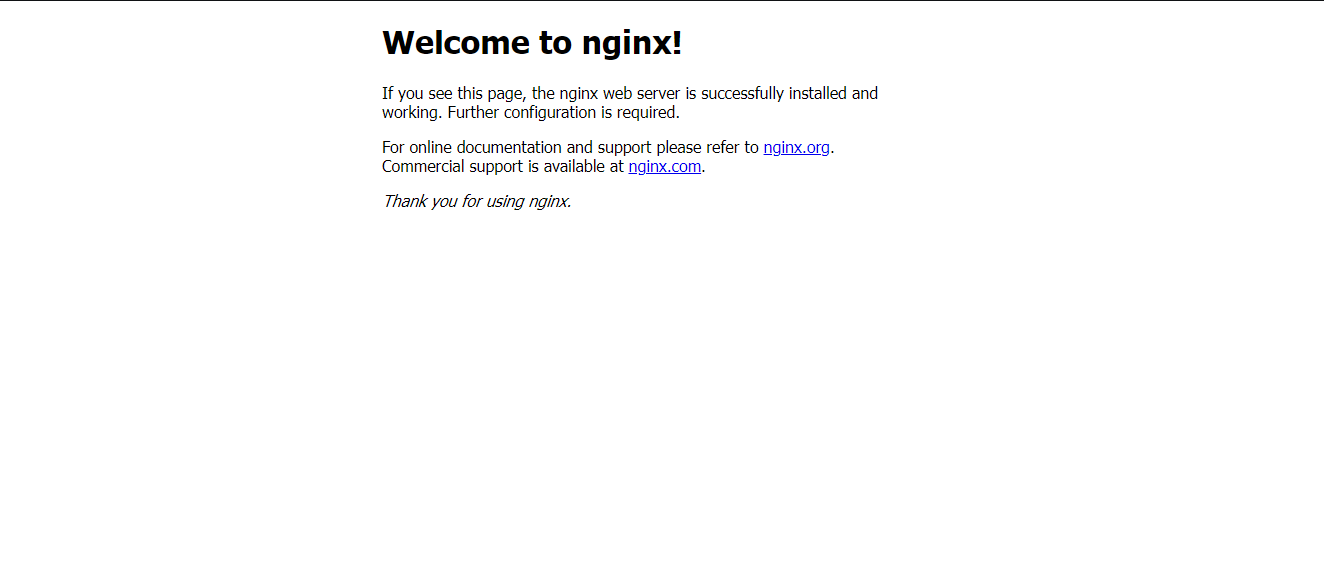 Welcome to nginx!
If you see this page, the nginx web server is successfully installed and
working. Further configuration is required.
For online documentation and support please refer to nginx.org.
Commercial support is available at nginx.com.
Thank you for using nginx.